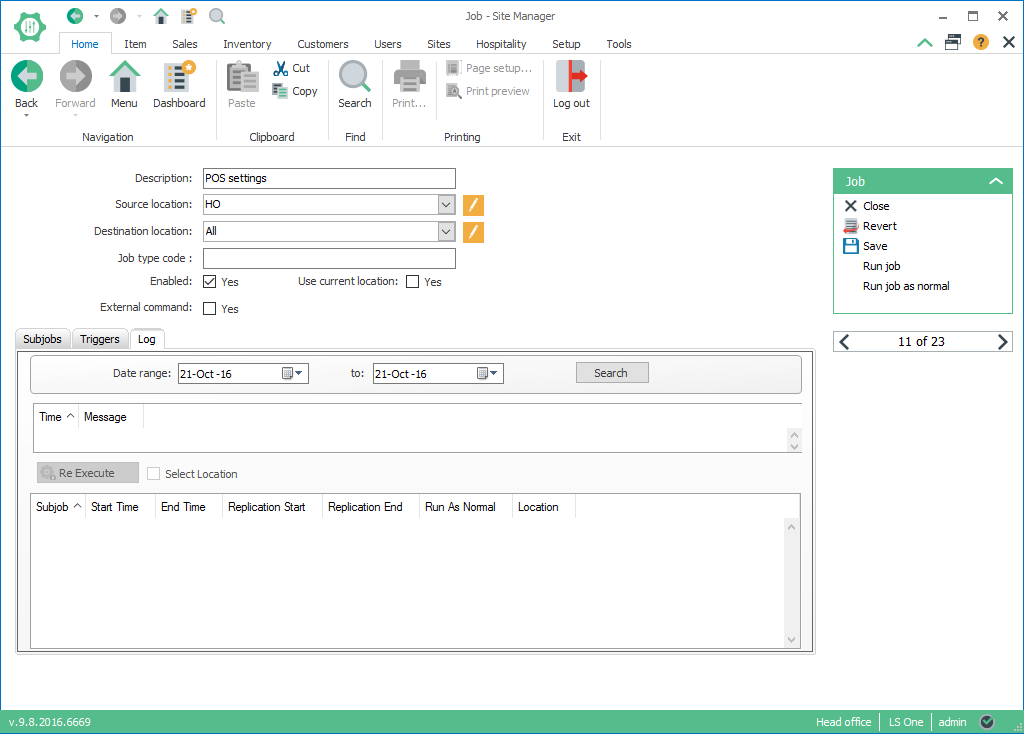 Job - Site Manager
Home Item Sales Inventory Customers Users Sites Hospitality Setup Tools
?
Back Forward Menu Dashboard
Navigation
Paste Cut
Copy
Clipboard
Search
Find
Print... Page setup...
Print preview
Printing
Log out
Exit
Description: POS settings
Source location: HO
Destination location: All
Job type code :
Enabled: Yes Use current location: Yes
External command: Yes
Subjobs Triggers Log
Date range: 21-Oct -16 to: 21-Oct -16 Search
Time Message
Re Execute Select Location
Subjob Start Time End Time Replication Start Replication End Run As Normal Location
Job
Close
Revert
Save
Run job
Run job as normal
11 of 23
v.9.8.2016.6669 Head office LS One admin